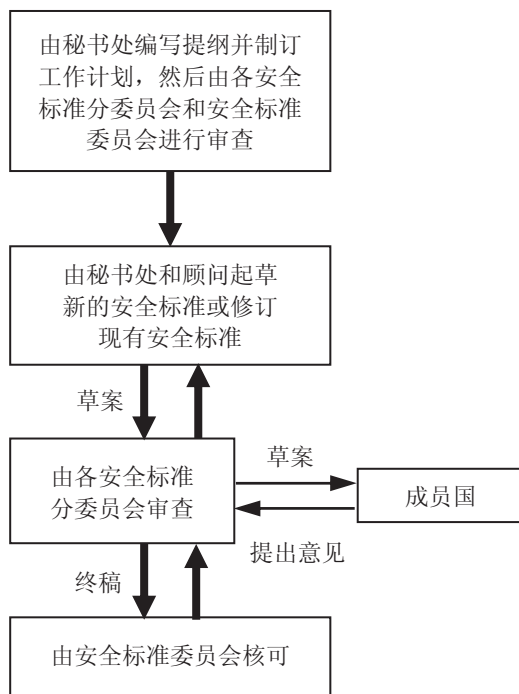 由秘书处编写提纲并制订
工作计划，然后由各安全
标准分委员会和安全标准
委员会进行审查
由秘书处和顾问起草
新的安全标准或修订
现有安全标准
草案
由各安全标准
分委员会审查
草案
成员国
提出意见
终稿
由安全标准委员会核可